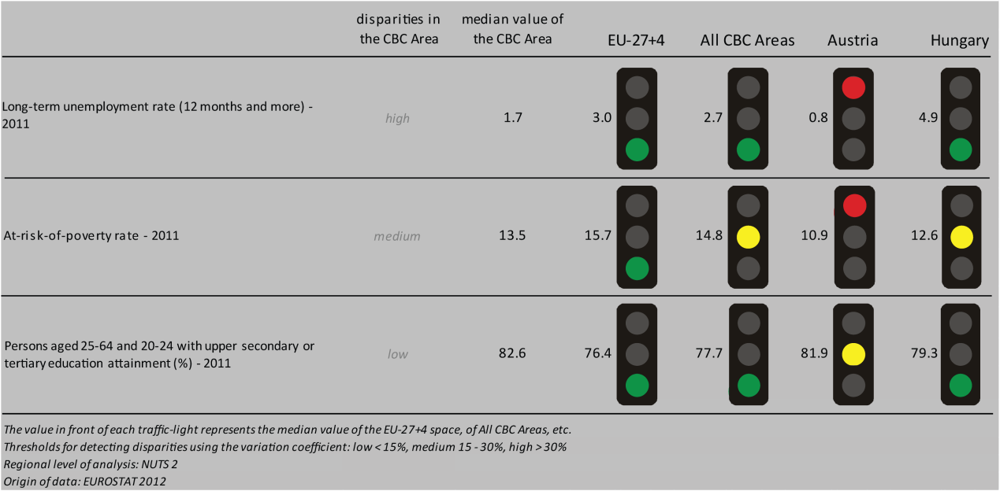 disparities in
the CBC Area
median value of
the CBC Area
EU-27+4
All CBC Areas
Austria
Hungary
Long-term unemployment rate (12 months and more) -
2011
high
1.7
3.0
2.7
0.8
4.9
At-risk-of-poverty rate - 2011
medium
13.5
15.7
14.8
10.9
12.6
Persons aged 25-64 and 20-24 with upper secondary or
tertiary education attainment (%) - 2011
low
82.6
76.4
77.7
81.9
79.3
The value in front of each traffic-light represents the median value of the EU-27+4 space, of All CBC Areas, etc.
Thresholds for detecting disparities using the variation coefficient: low < 15%, medium 15 - 30%, high > 30%
Regional level of analysis: NUTS 2
Origin of data: EUROSTAT 2012